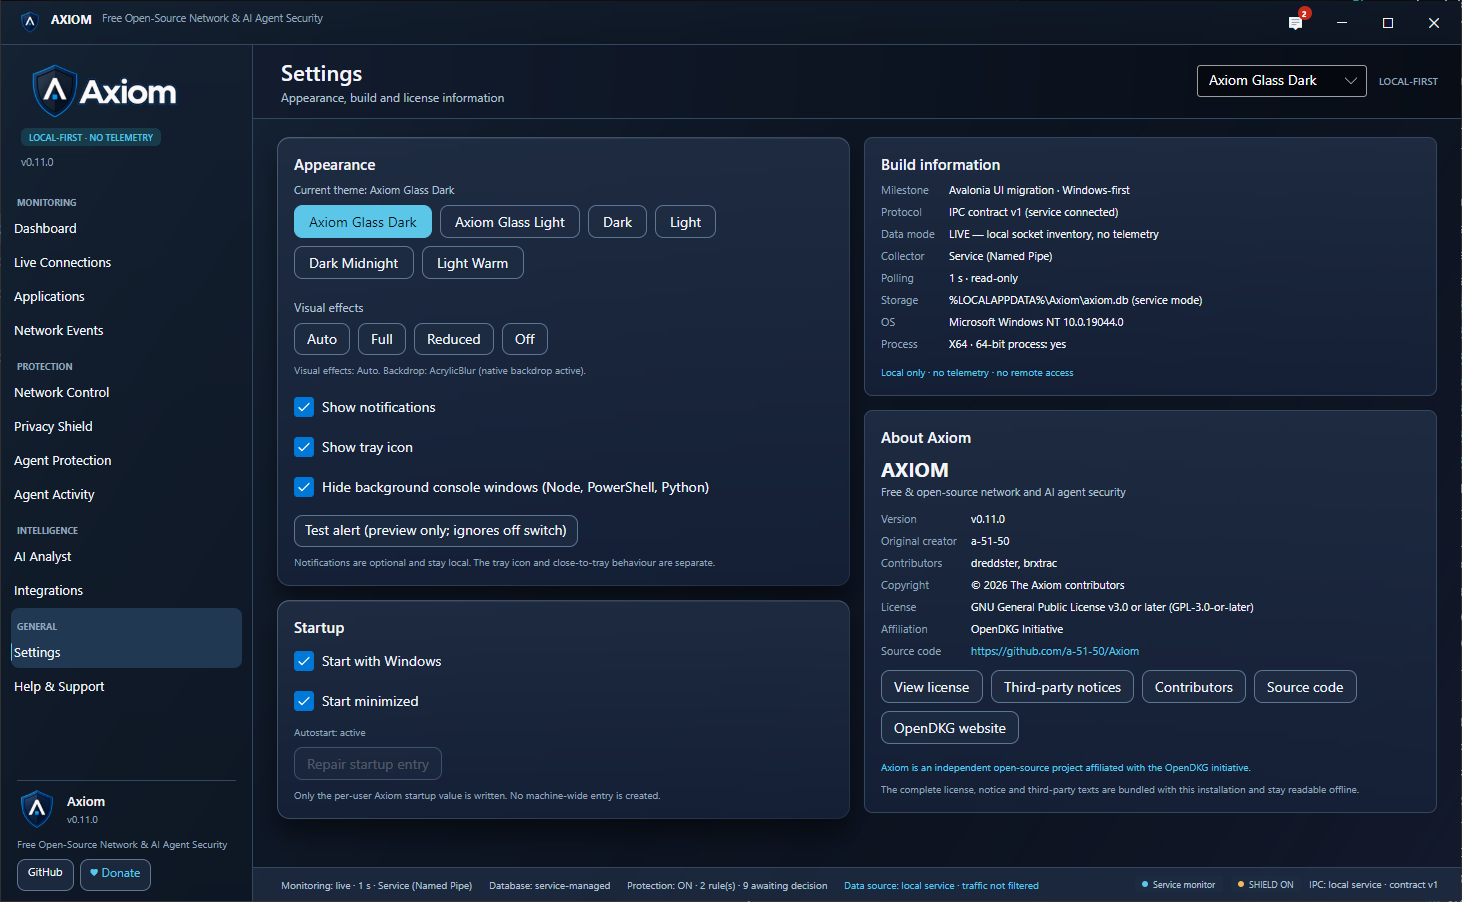 AXIOM Free Open-Source Network & AI Agent Security
2
Axiom
LOCAL-FIRST · NO TELEMETRY
v0.11.0
MONITORING
Dashboard
Live Connections
Applications
Network Events
PROTECTION
Network Control
Privacy Shield
Agent Protection
Agent Activity
INTELLIGENCE
AI Analyst
Integrations
GENERAL
Settings
Help & Support
Axiom
v0.11.0
Free Open-Source Network & AI Agent Security
GitHub
Donate
Settings
Appearance, build and license information
Axiom Glass Dark
LOCAL-FIRST
Appearance
Current theme: Axiom Glass Dark
Axiom Glass Dark Axiom Glass Light Dark Light
Dark Midnight Light Warm
Visual effects
Auto Full Reduced Off
Visual effects: Auto. Backdrop: AcrylicBlur (native backdrop active).
Show notifications
Show tray icon
Hide background console windows (Node, PowerShell, Python)
Test alert (preview only; ignores off switch)
Notifications are optional and stay local. The tray icon and close-to-tray behaviour are separate.
Startup
Start with Windows
Start minimized
Autostart: active
Repair startup entry
Only the per-user Axiom startup value is written. No machine-wide entry is created.
Build information
Milestone Avalonia UI migration · Windows-first
Protocol IPC contract v1 (service connected)
Data mode LIVE — local socket inventory, no telemetry
Collector Service (Named Pipe)
Polling 1 s · read-only
Storage %LOCALAPPDATA%\Axiom\axiom.db (service mode)
OS Microsoft Windows NT 10.0.19044.0
Process X64 · 64-bit process: yes
Local only · no telemetry · no remote access
About Axiom
AXIOM
Free & open-source network and AI agent security
Version v0.11.0
Original creator a-51-50
Contributors dreddster, brxtrac
Copyright © 2026 The Axiom contributors
License GNU General Public License v3.0 or later (GPL-3.0-or-later)
Affiliation OpenDKG Initiative
Source code https://github.com/a-51-50/Axiom
View license Third-party notices Contributors Source code
OpenDKG website
Axiom is an independent open-source project affiliated with the OpenDKG initiative.
The complete license, notice and third-party texts are bundled with this installation and stay readable offline.
Monitoring: live · 1 s · Service (Named Pipe) Database: service-managed Protection: ON · 2 rule(s) · 9 awaiting decision Data source: local service · traffic not filtered Service monitor SHIELD ON IPC: local service · contract v1